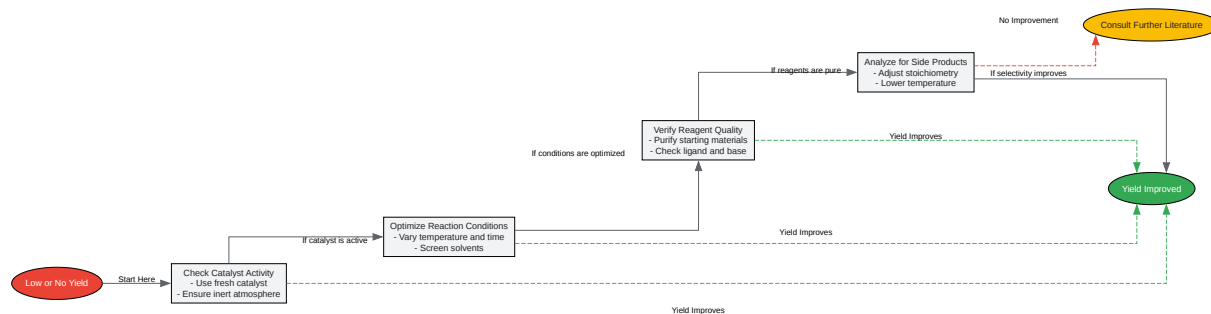 No Improvement
Consult Further Literature
Analyze for Side Products
- Adjust stoichiometry
- Lower temperature
If reagents are pure
If selectivity improves
Verify Reagent Quality
- Purify starting materials
- Check ligand and base
Yield Improves
If conditions are optimized
Yield Improved
Optimize Reaction Conditions
- Vary temperature and time
- Screen solvents
Yield Improves
If catalyst is active
Check Catalyst Activity
- Use fresh catalyst
- Ensure inert atmosphere
Start Here
Low or No Yield
Yield Improves